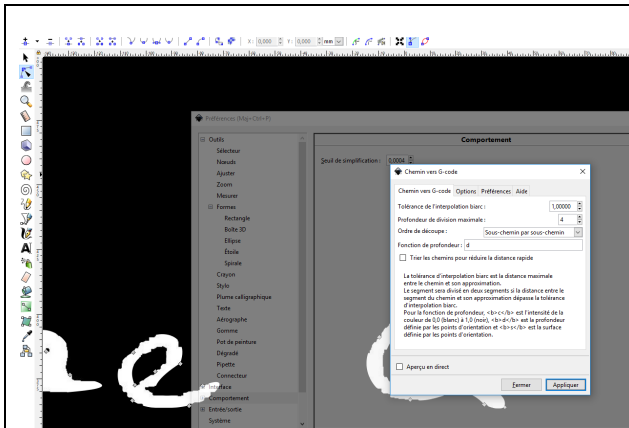 X: 0,000 Y: 0,000 mm
Préférences (Maj+Ctrl+P)
Outils
Sélecteur
Nœuds
Ajuster
Zoom
Mesurer
Formes
Rectangle
Boîte 3D
Ellipse
Étoile
Spirale
Crayon
Stylo
Plume calligraphique
Texte
Aérographe
Gomme
Pot de peinture
Dégradé
Pipette
Connecteur
Interface
Comportement
Entrée/sortie
Système
Comportement
Seuil de simplification : 0,0004
Chemin vers G-code
Chemin vers G-code Options Préférences Aide
Tolérance de l'interpolation biarc : 1,00000
Profondeur de division maximale : 4
Ordre de découpe : Sous-chemin par sous-chemin
Fonction de profondeur : d
Trier les chemins pour réduire la distance rapide
La tolérance d'interpolation biarc est la distance maximale
entre le chemin et son approximation.
Le segment sera divisé en deux segments si la distance entre le
segment du chemin et son approximation dépasse la tolérance
d'interpolation biarc.
Pour la fonction de profondeur, <b>c</b> est l'intensité de la
couleur de 0,0 (blanc) à 1,0 (noir), <b>d</b> est la profondeur
définie par les points d'orientation et <b>s</b> est la surface
définie par les points d'orientation.
Aperçu en direct
Fermer Appliquer